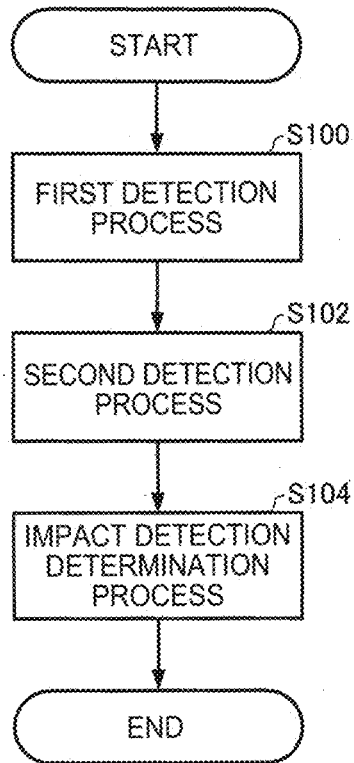 START
S100
FIRST DETECTION
PROCESS
S102
SECOND DETECTION
PROCESS
S104
IMPACT DETECTION
DETERMINATION
PROCESS
END